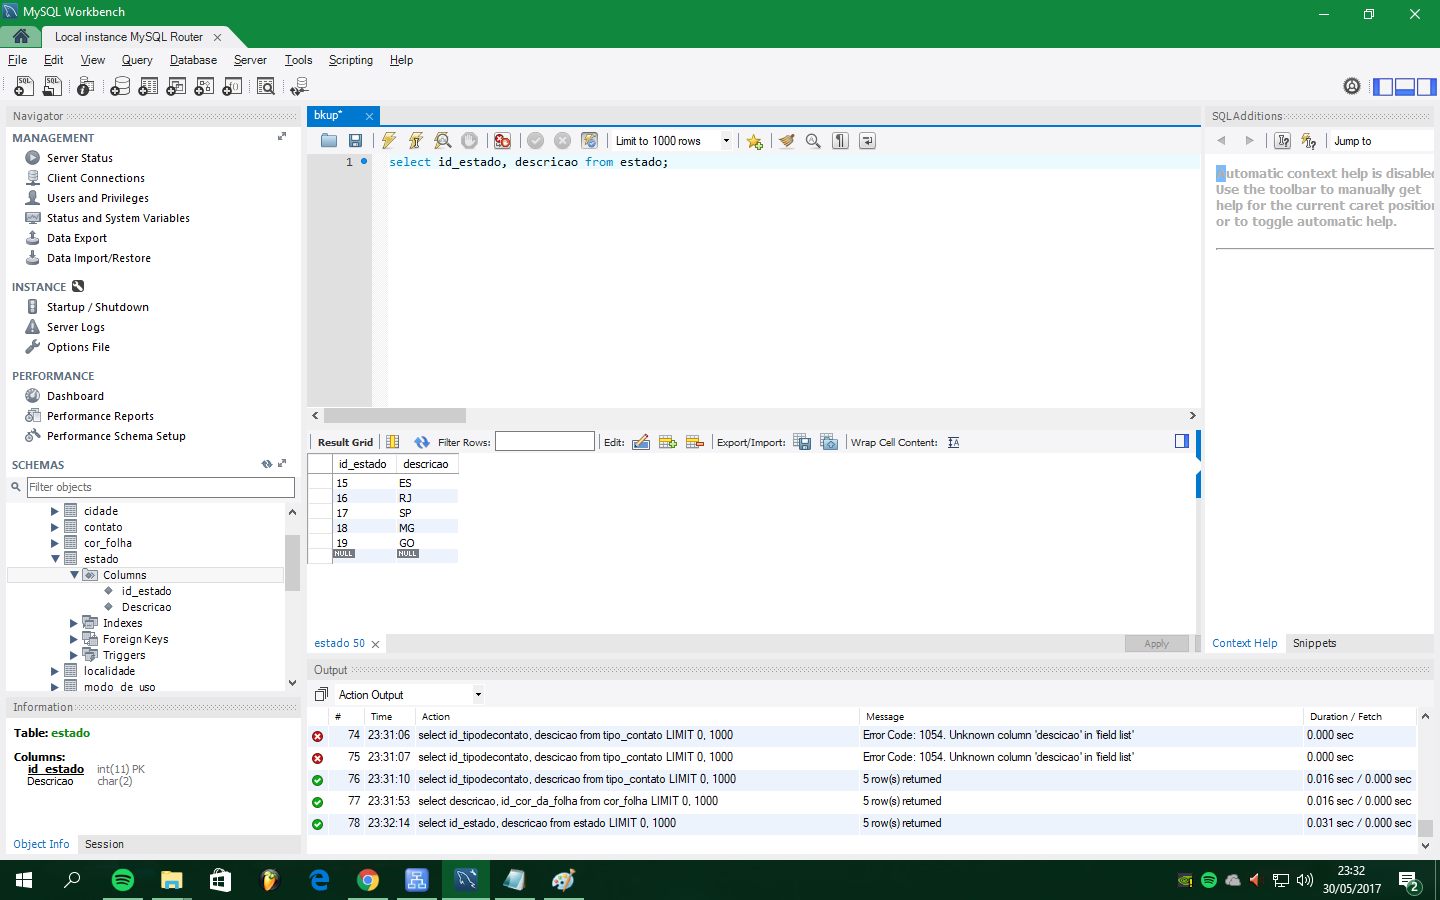 MySQL Workbench
Local instance MySQL Router
File Edit View Query Database Server Tools Scripting Help
Navigator
MANAGEMENT
Server Status
Client Connections
Users and Privileges
Status and System Variables
Data Export
Data Import/Restore
INSTANCE
Startup / Shutdown
Server Logs
Options File
PERFORMANCE
Dashboard
Performance Reports
Performance Schema Setup
SCHEMAS
Filter objects
cidade
contato
cor_folha
estado
Columns
id_estado
Descricao
Indexes
Foreign Keys
Triggers
localidade
modo_de_uso
Information
Table: estado
Columns:
id_estado int(11) PK
Descricao char(2)
Object Info Session
bkup*
Limit to 1000 rows
1 select id_estado, descricao from estado;
Result Grid Filter Rows: Edit: Export/Import: Wrap Cell Content:
id_estado descricao
15 ES
16 RJ
17 SP
18 MG
19 GO
NULL NULL
estado 50
Apply
SQLAdditions
Jump to
Automatic context help is disabled
Use the toolbar to manually get
help for the current caret position
or to toggle automatic help.
Context Help Snippets
Output
Action Output
# Time Action Message Duration / Fetch
74 23:31:06 select id_tipodecontato, descicao from tipo_contato LIMIT 0, 1000 Error Code: 1054. Unknown column 'descicao' in 'field list' 0.000 sec
75 23:31:07 select id_tipodecontato, descicao from tipo_contato LIMIT 0, 1000 Error Code: 1054. Unknown column 'descicao' in 'field list' 0.000 sec
76 23:31:10 select id_tipodecontato, descricao from tipo_contato LIMIT 0, 1000 5 row(s) returned 0.016 sec / 0.000 sec
77 23:31:53 select descricao, id_cor_da_folha from cor_folha LIMIT 0, 1000 5 row(s) returned 0.016 sec / 0.000 sec
78 23:32:14 select id_estado, descricao from estado LIMIT 0, 1000 5 row(s) returned 0.031 sec / 0.000 sec
23:32
30/05/2017
2